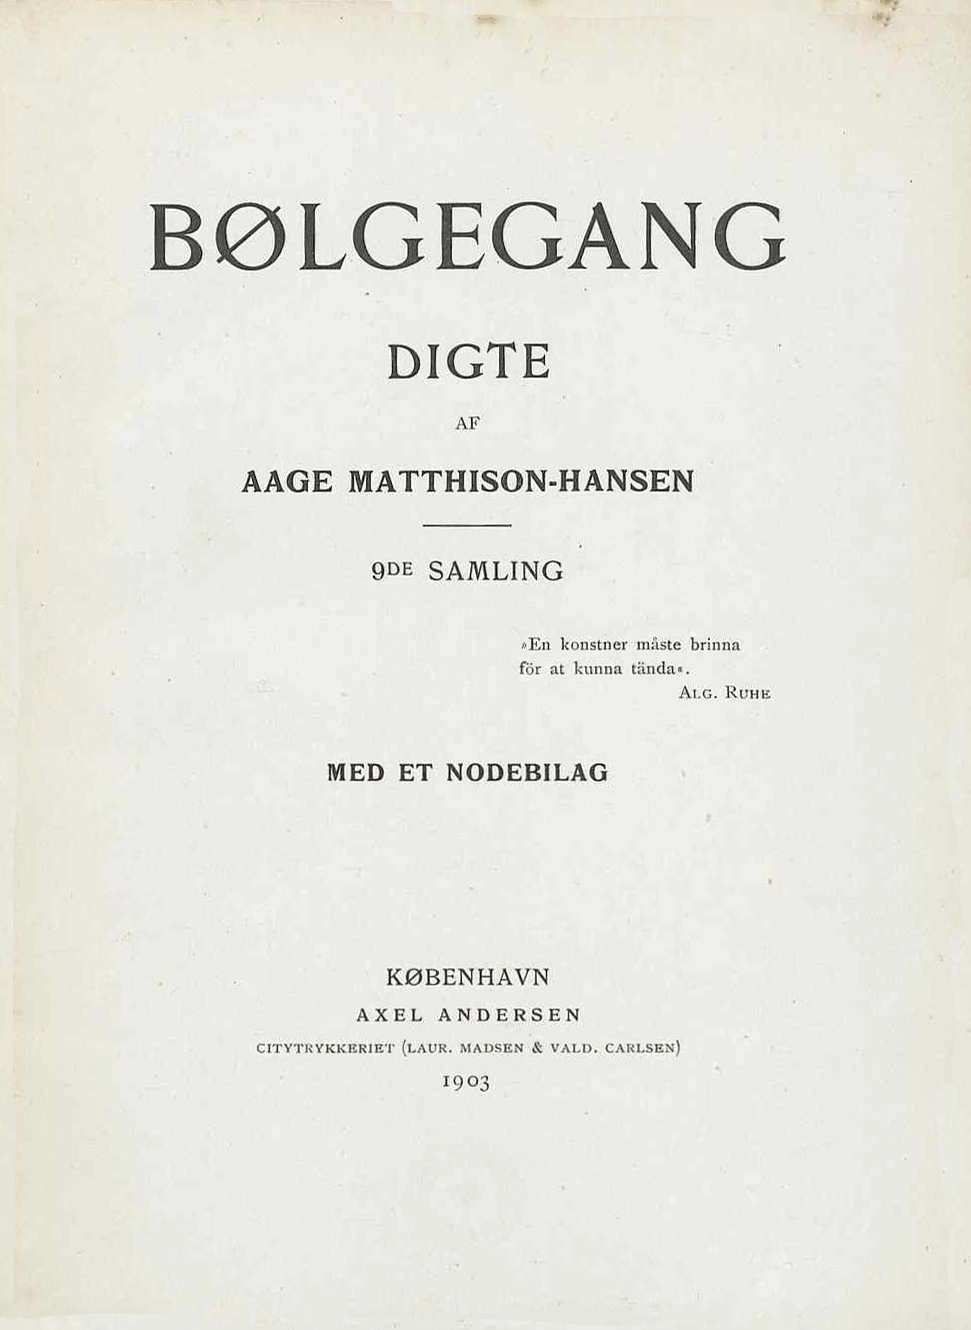 BØLGEGANG
DIGTE
AF
AAGE MATTHISON-HANSEN
9DE SAMLING
»En konstner måste brinna
för at kunna tända«.
ALG. RUHE
MED ET NODEBILAG
KØBENHAVN
AXEL ANDERSEN
CITYTRYKKERIET (LAUR. MADSEN & VALD. CARLSEN)
1903